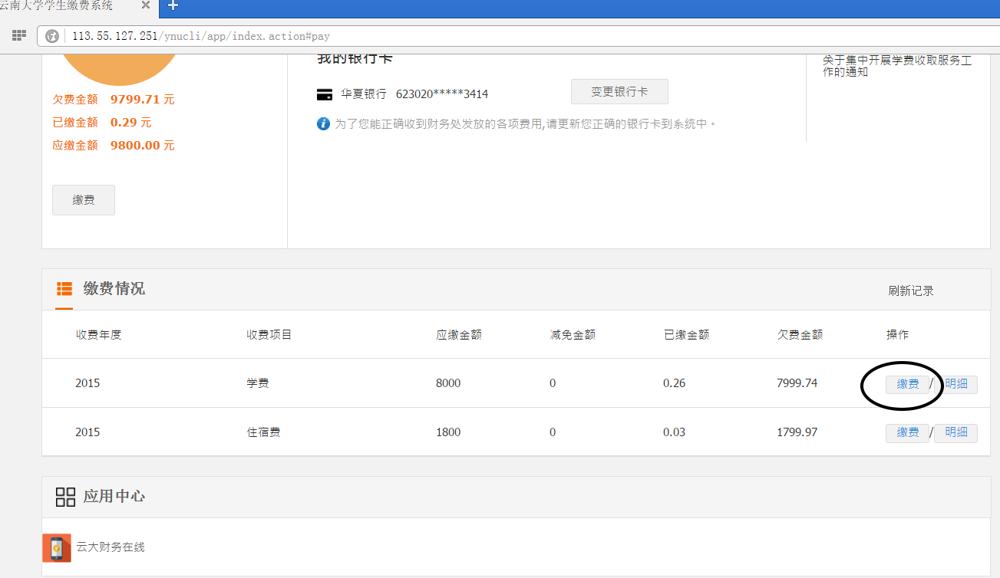 云南大学学生缴费系统
113.55.127.251/ynucli/app/index.action#pay
我的银行卡
关于集中开展学费收取服务工
作的通知
欠费金额 9799.71 元
已缴金额 0.29 元
应缴金额 9800.00 元
缴费
华夏银行 623020*****3414 变更银行卡
为了您能正确收到财务处发放的各项费用,请更新您正确的银行卡到系统中。
缴费情况 刷新记录
收费年度 收费项目 应缴金额 减免金额 已缴金额 欠费金额 操作
2015 学费 8000 0 0.26 7999.74 缴费/明细
2015 住宿费 1800 0 0.03 1799.97 缴费/明细
应用中心
云大财务在线